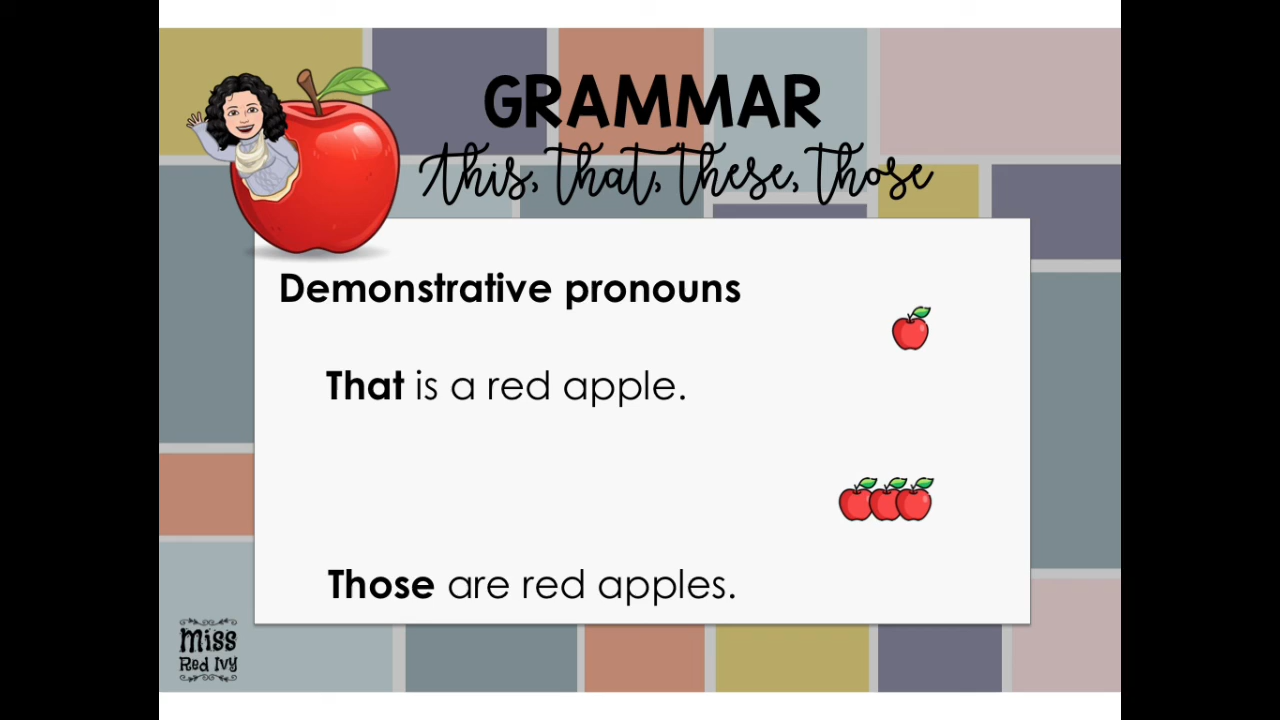 GRAMMAR
this, that, these, those
Demonstrative pronouns
That is a red apple.
Those are red apples.
Miss
Red Ivy